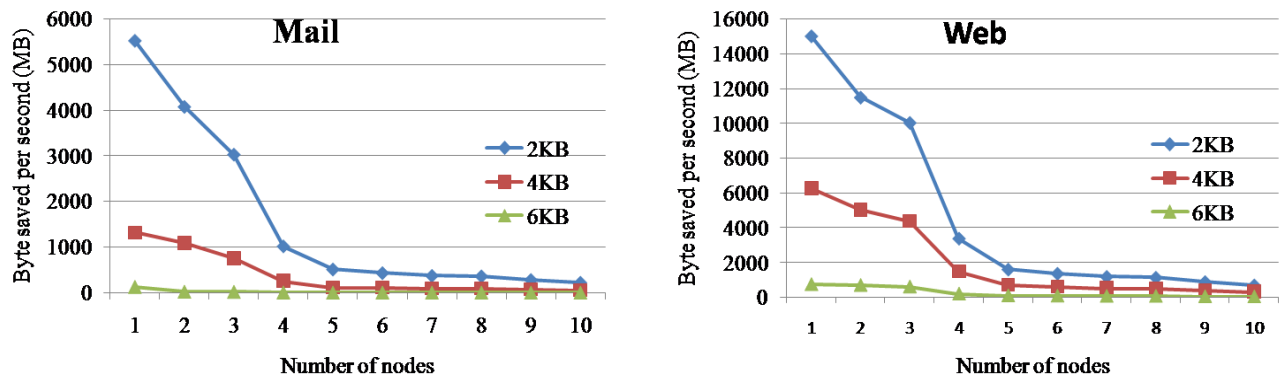 Mail
Byte saved per second (MB)
6000
5000
4000
3000
2000
1000
0
2KB
4KB
6KB
1 2 3 4 5 6 7 8 9 10
Number of nodes
Web
Byte saved per second (MB)
16000
14000
12000
10000
8000
6000
4000
2000
0
2KB
4KB
6KB
1 2 3 4 5 6 7 8 9 10
Number of nodes